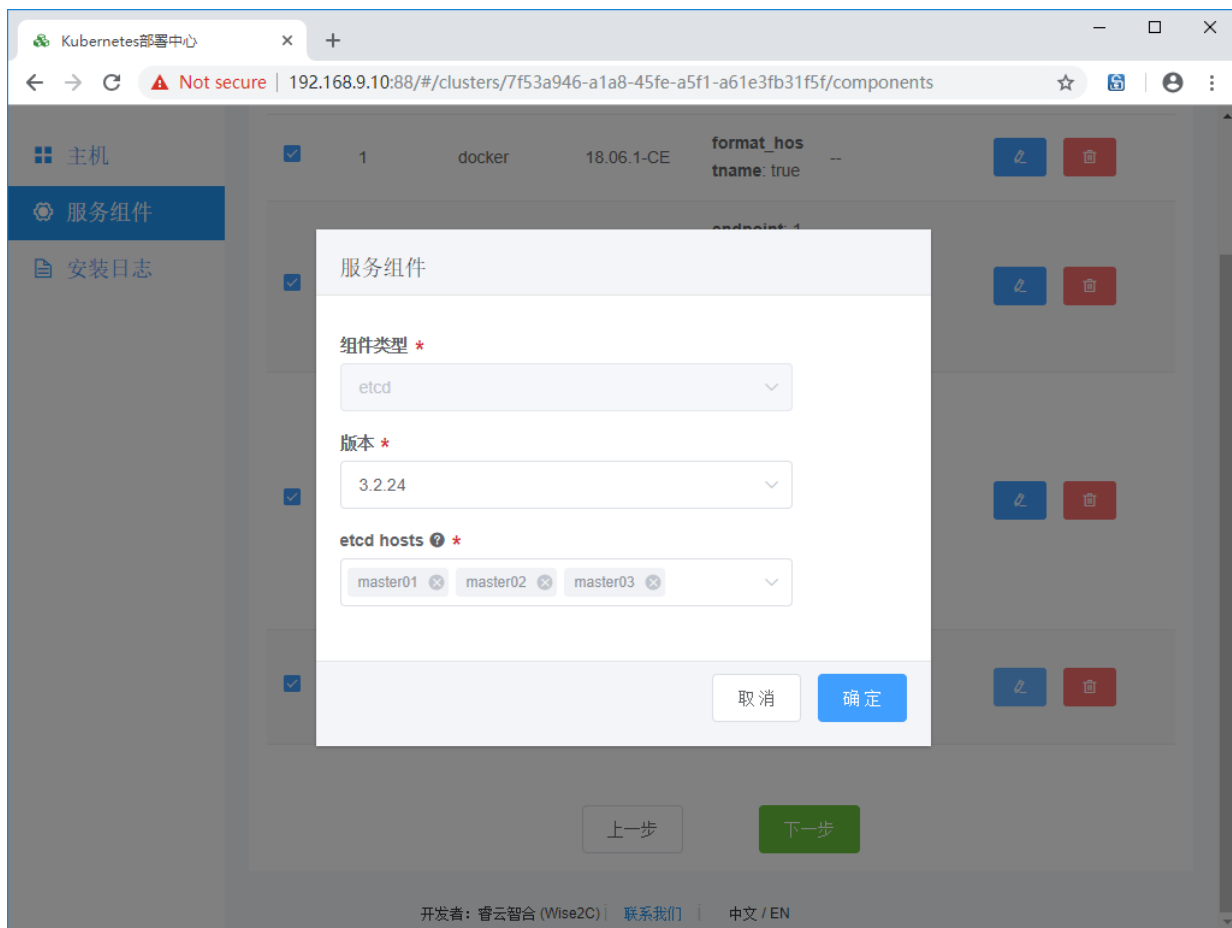 Kubernetes部署中心
Not secure 192.168.9.10:88/#/clusters/7f53a946-a1a8-45fe-a5f1-a61e3fb31f5f/components
主机
服务组件
安装日志
1 docker 18.06.1-CE format_hos
tname: true --
服务组件
组件类型 *
etcd
版本 *
3.2.24
etcd hosts ? *
master01 master02 master03
取消 确定
上一步 下一步
开发者：睿云智合 (Wise2C) | 联系我们 | 中文 / EN